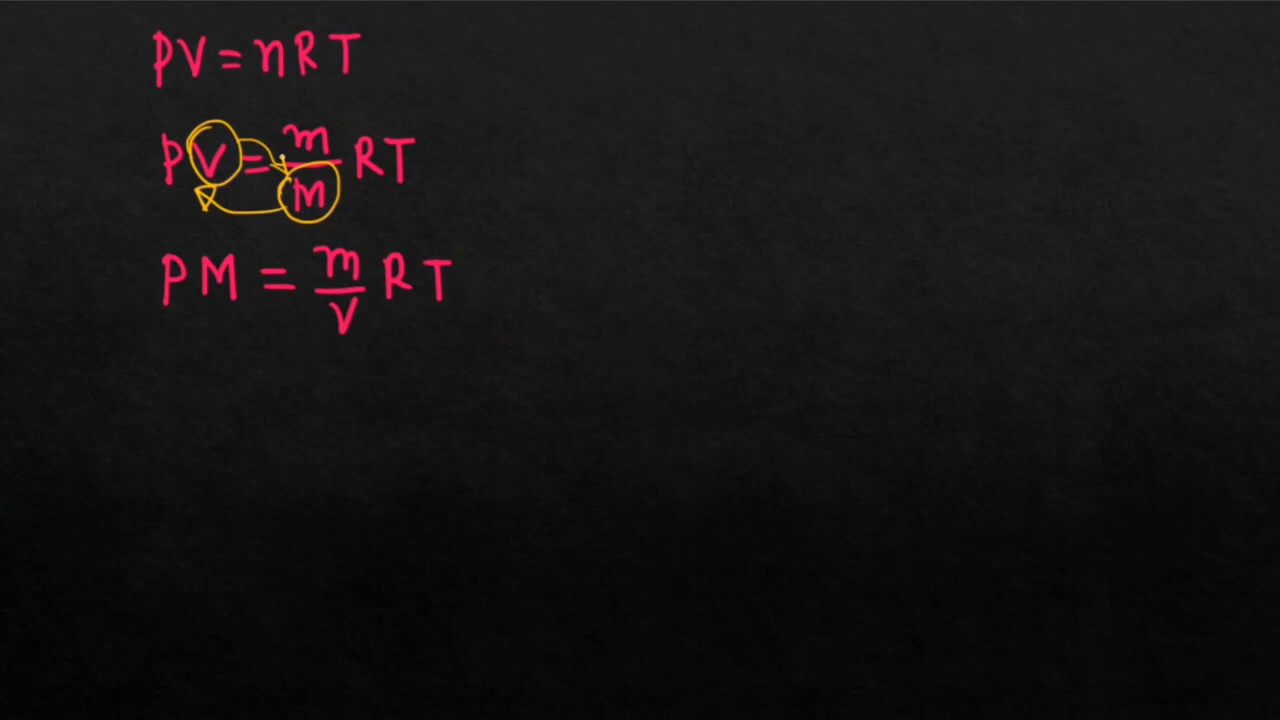 PV = nRT
PV = m/M RT
PM = m/V RT